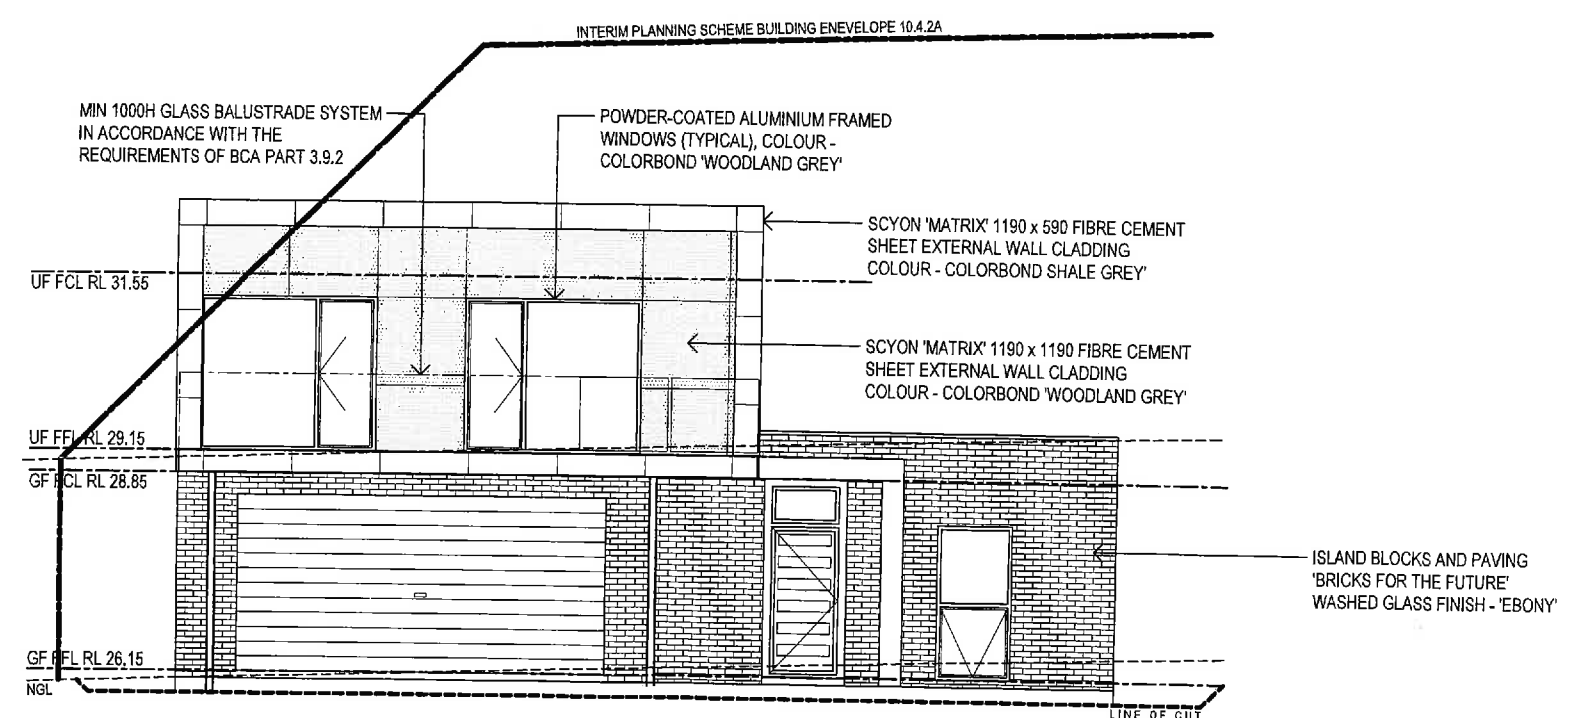 INTERIM PLANNING SCHEME BUILDING ENEVELOPE 10.4.2A
MIN 1000H GLASS BALUSTRADE SYSTEM
IN ACCORDANCE WITH THE
REQUIREMENTS OF BCA PART 3.9.2
POWDER-COATED ALUMINIUM FRAMED
WINDOWS (TYPICAL), COLOUR -
COLORBOND 'WOODLAND GREY'
SCYON 'MATRIX' 1190 x 590 FIBRE CEMENT
SHEET EXTERNAL WALL CLADDING
COLOUR - COLORBOND SHALE GREY'
UF FCL RL 31.55
SCYON 'MATRIX' 1190 x 1190 FIBRE CEMENT
SHEET EXTERNAL WALL CLADDING
COLOUR - COLORBOND 'WOODLAND GREY'
UF FFL RL 29.15
GF FCL RL 28.85
ISLAND BLOCKS AND PAVING
'BRICKS FOR THE FUTURE'
WASHED GLASS FINISH - 'EBONY'
GF FFL RL 26.15
NGL
LINE OF CUT